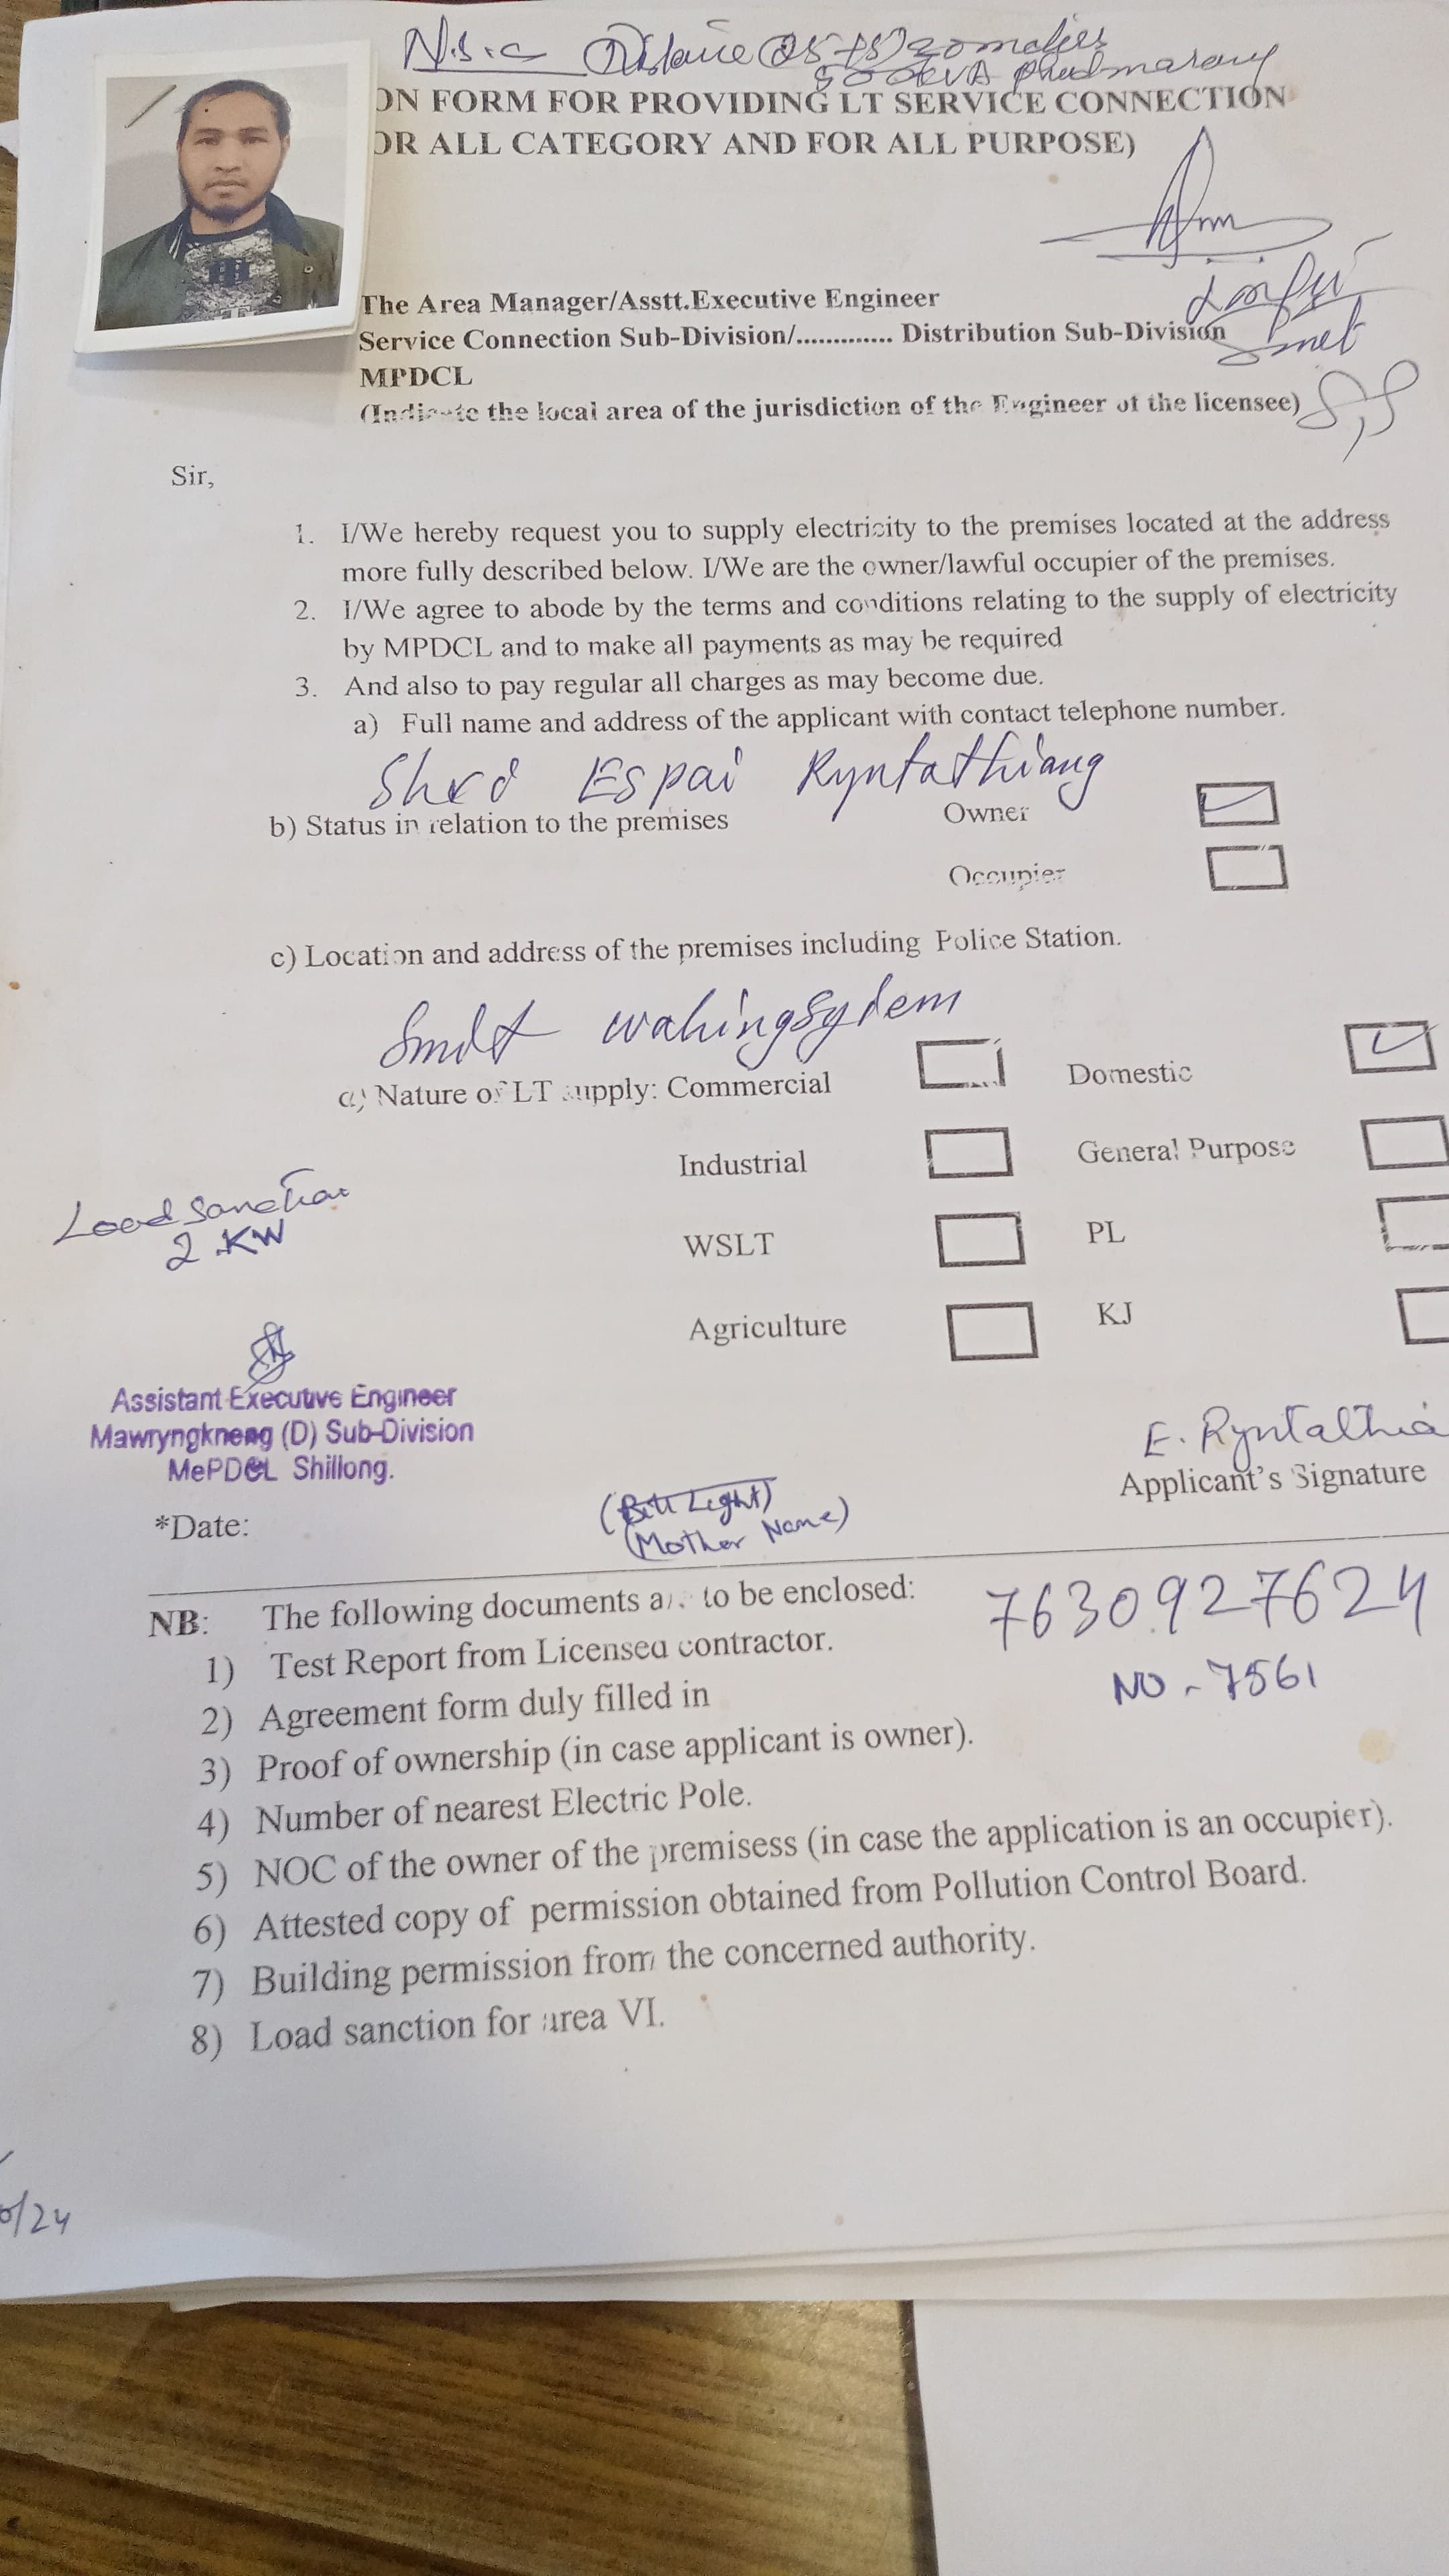 N.S.C Distance
ON FORM FOR PROVIDING LT SERVICE CONNECTION
OR ALL CATEGORY AND FOR ALL PURPOSE)
The Area Manager/Asstt.Executive Engineer
Service Connection Sub-Division/............. Distribution Sub-Division
MPDCL
(Indicate the local area of the jurisdiction of the Engineer of the licensee)
Sir,
1. I/We hereby request you to supply electricity to the premises located at the address
more fully described below. I/We are the owner/lawful occupier of the premises.
2. I/We agree to abode by the terms and conditions relating to the supply of electricity
by MPDCL and to make all payments as may be required
3. And also to pay regular all charges as may become due.
a) Full name and address of the applicant with contact telephone number.
Espai Ryntathiang
b) Status in relation to the premises Owner
Occupier
c) Location and address of the premises including Police Station.
Smit wahingsyiem
d) Nature of LT supply: Commercial Domestic
Industrial General Purpose
Load Sanction
2 KW
WSLT PL
Agriculture KJ
Assistant Executive Engineer
Mawryngkneng (D) Sub-Division
MePDCL Shillong.
E. Ryntathia
Applicant's Signature
*Date:
(Bill Light)
(Mother Name)
NB: The following documents are to be enclosed:
7630927624
1) Test Report from Licensed contractor.
NO - 7561
2) Agreement form duly filled in
3) Proof of ownership (in case applicant is owner).
4) Number of nearest Electric Pole.
5) NOC of the owner of the premisess (in case the application is an occupier).
6) Attested copy of permission obtained from Pollution Control Board.
7) Building permission from the concerned authority.
8) Load sanction for area VI.
/24